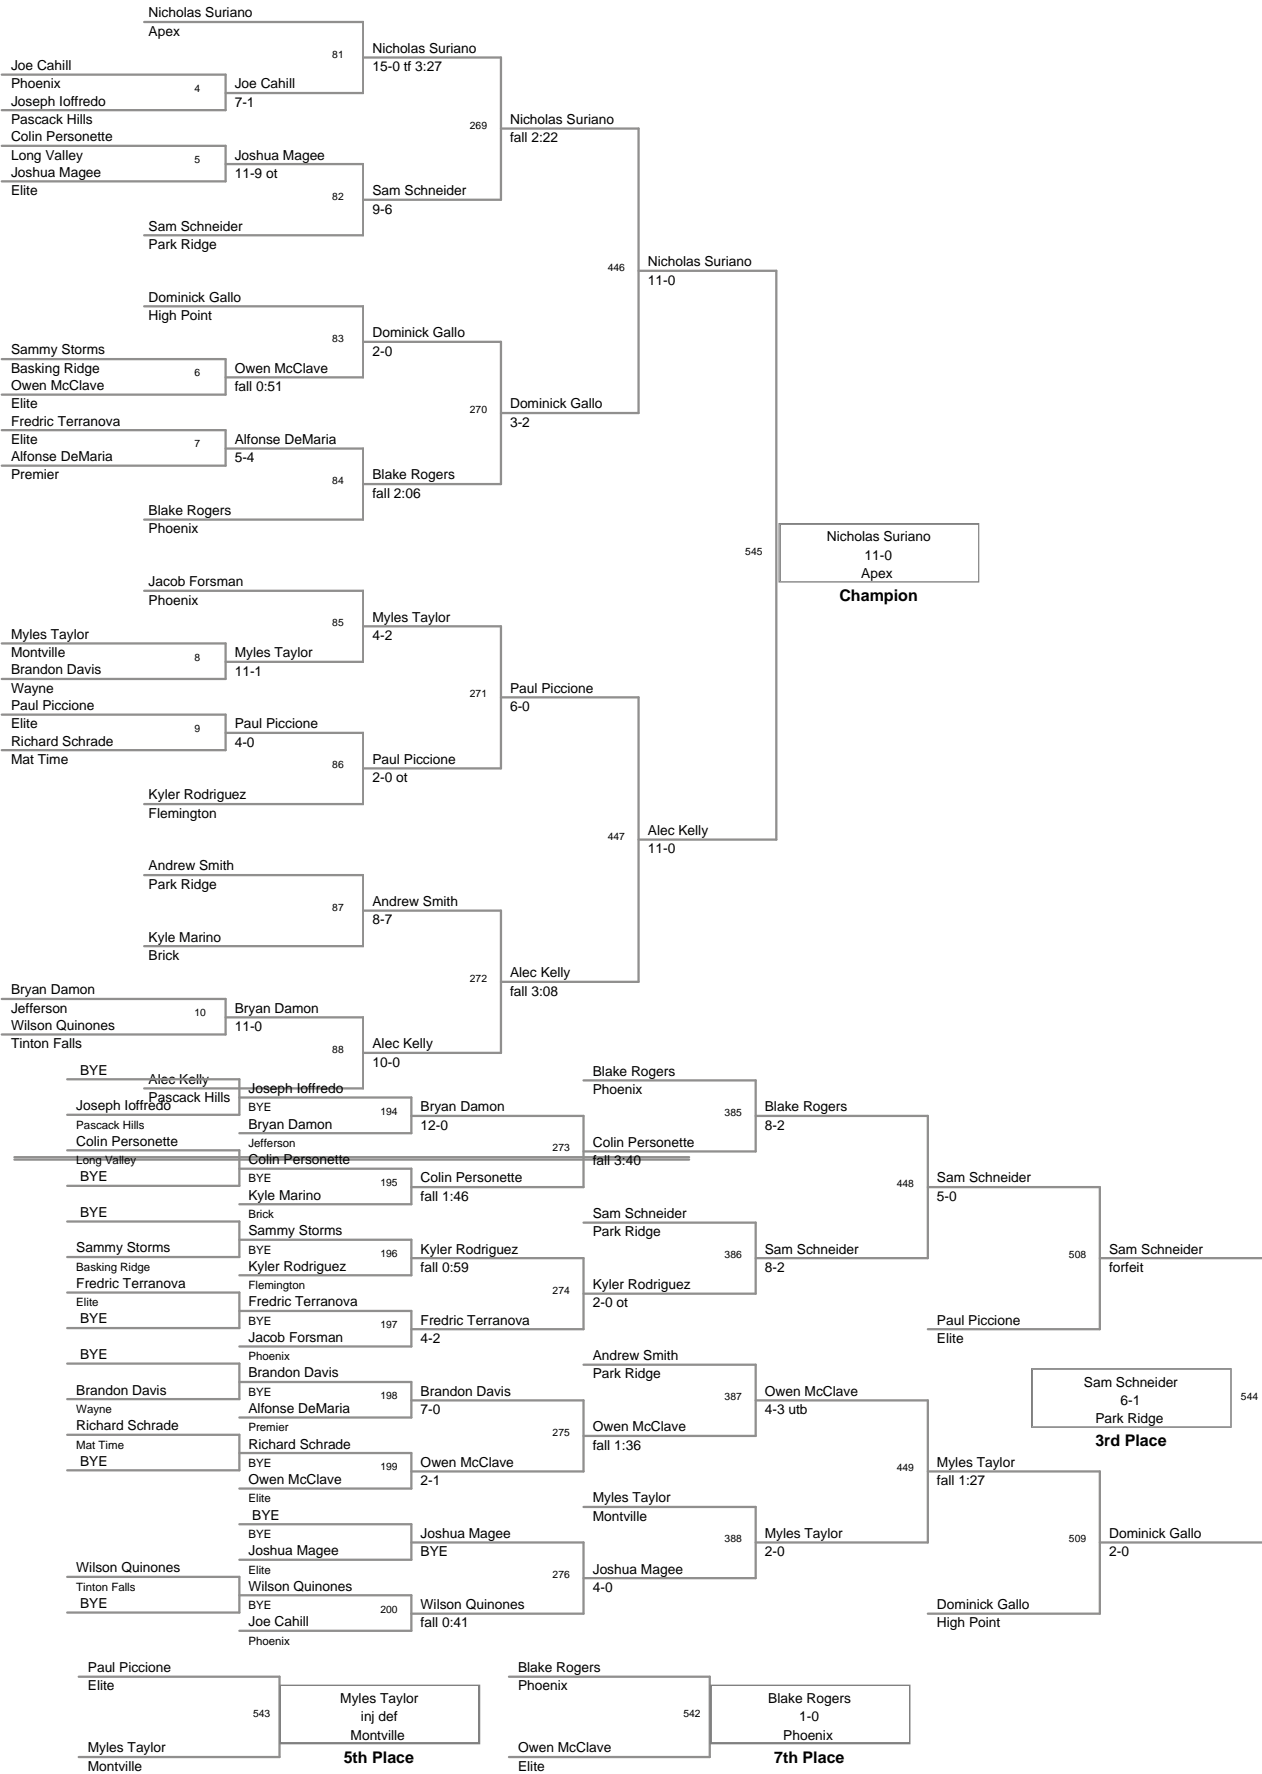 Nicholas Suriano
Apex
81
Nicholas Suriano
15-0 tf 3:27
Joe Cahill
Phoenix
4
Joe Cahill
7-1
Joseph Ioffredo
Pascack Hills
269
Nicholas Suriano
fall 2:22
Colin Personette
Long Valley
5
Joshua Magee
11-9 ot
Joshua Magee
Elite
82
Sam Schneider
9-6
Sam Schneider
Park Ridge
446
Nicholas Suriano
11-0
Dominick Gallo
High Point
83
Dominick Gallo
2-0
Sammy Storms
Basking Ridge
6
Owen McClave
fall 0:51
Owen McClave
Elite
270
Dominick Gallo
3-2
Fredric Terranova
Elite
7
Alfonse DeMaria
5-4
Alfonse DeMaria
Premier
84
Blake Rogers
fall 2:06
Blake Rogers
Phoenix
545
Nicholas Suriano
11-0
Apex
Champion
Jacob Forsman
Phoenix
85
Myles Taylor
4-2
Myles Taylor
Montville
8
Myles Taylor
11-1
Brandon Davis
Wayne
271
Paul Piccione
6-0
Paul Piccione
Elite
9
Paul Piccione
4-0
Richard Schrade
Mat Time
86
Paul Piccione
2-0 ot
Kyler Rodriguez
Flemington
447
Alec Kelly
11-0
Andrew Smith
Park Ridge
87
Andrew Smith
8-7
Kyle Marino
Brick
272
Alec Kelly
fall 3:08
Bryan Damon
Jefferson
10
Bryan Damon
11-0
Wilson Quinones
Tinton Falls
88
Alec Kelly
10-0
Alec Kelly
Pascack Hills
BYE
Joseph Ioffredo
Pascack Hills
Joseph Ioffredo
BYE
194
Bryan Damon
Jefferson
Bryan Damon
12-0
Colin Personette
Long Valley
BYE
Colin Personette
BYE
195
Kyle Marino
Brick
Colin Personette
fall 1:46
273
Colin Personette
fall 3:40
Blake Rogers
Phoenix
385
Blake Rogers
8-2
BYE
Sammy Storms
Basking Ridge
Sammy Storms
BYE
196
Kyler Rodriguez
Flemington
Kyler Rodriguez
fall 0:59
Fredric Terranova
Elite
BYE
Fredric Terranova
BYE
197
Jacob Forsman
Phoenix
Fredric Terranova
4-2
274
Kyler Rodriguez
2-0 ot
Sam Schneider
Park Ridge
386
Sam Schneider
8-2
448
Sam Schneider
5-0
508
Sam Schneider
forfeit
Paul Piccione
Elite
BYE
Brandon Davis
Wayne
Brandon Davis
BYE
198
Alfonse DeMaria
Premier
Brandon Davis
7-0
Richard Schrade
Mat Time
BYE
Richard Schrade
BYE
199
Owen McClave
Elite
Owen McClave
2-1
275
Owen McClave
fall 1:36
Andrew Smith
Park Ridge
387
Owen McClave
4-3 utb
Sam Schneider
6-1
Park Ridge
544
3rd Place
BYE
BYE
Joshua Magee
Elite
Joshua Magee
BYE
Wilson Quinones
Tinton Falls
BYE
Wilson Quinones
BYE
200
Joe Cahill
Phoenix
Wilson Quinones
fall 0:41
276
Joshua Magee
4-0
Myles Taylor
Montville
388
Myles Taylor
2-0
449
Myles Taylor
fall 1:27
509
Dominick Gallo
2-0
Dominick Gallo
High Point
Paul Piccione
Elite
543
Myles Taylor
Montville
Myles Taylor
inj def
Montville
5th Place
Blake Rogers
Phoenix
542
Owen McClave
Elite
Blake Rogers
1-0
Phoenix
7th Place